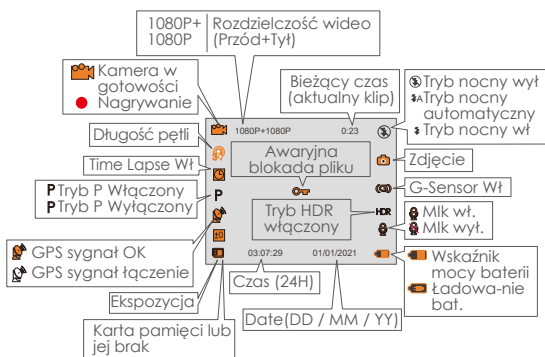 1080P+
1080P
Rozdzielczość wideo
(Przód+Tył)
Kamera w
gotowości
Nagrywanie
Bieżący czas
(aktualny klip)
Tryb nocny wył
A Tryb nocny
automatyczny
Tryb nocny wł
Długość pętli
1080P+1080P
0:23
Awaryjna
blokada pliku
Zdjęcie
Time Lapse Wł
G-Sensor Wł
P Tryb P Włączony
P Tryb P Wyłączony
P
Tryb HDR
włączony
HDR
MIk wł.
MIk wył.
GPS sygnał OK
GPS sygnał łączenie
±0
03:07:29
01/01/2021
Wskaźnik
mocy baterii
Ładowa-nie
bat.
Ekspozycja
Czas (24H)
Date(DD / MM / YY)
Karta pamięci lub
jej brak